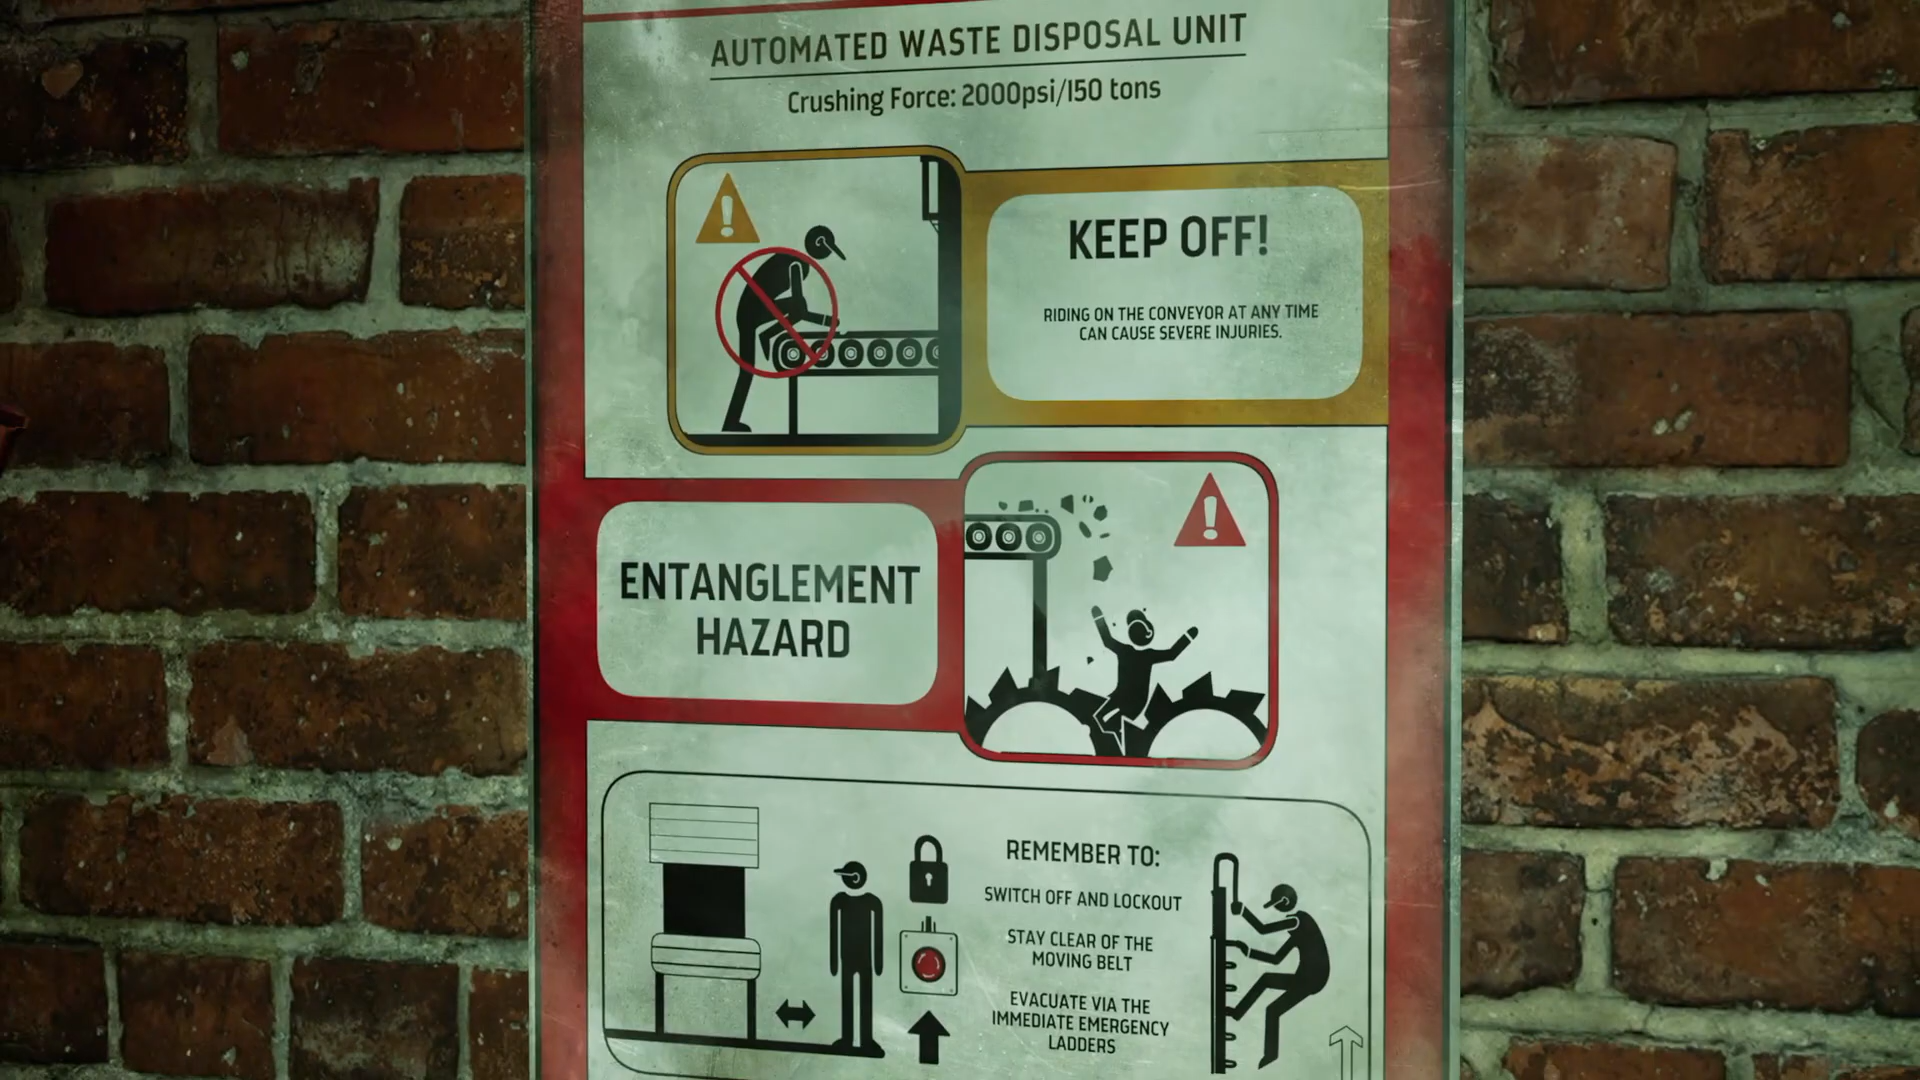 AUTOMATED WASTE DISPOSAL UNIT
Crushing Force: 2000psi/150 tons
KEEP OFF!
RIDING ON THE CONVEYOR AT ANY TIME
CAN CAUSE SEVERE INJURIES.
ENTANGLEMENT
HAZARD
REMEMBER TO:
SWITCH OFF AND LOCKOUT
STAY CLEAR OF THE
MOVING BELT
EVACUATE VIA THE
IMMEDIATE EMERGENCY
LADDERS